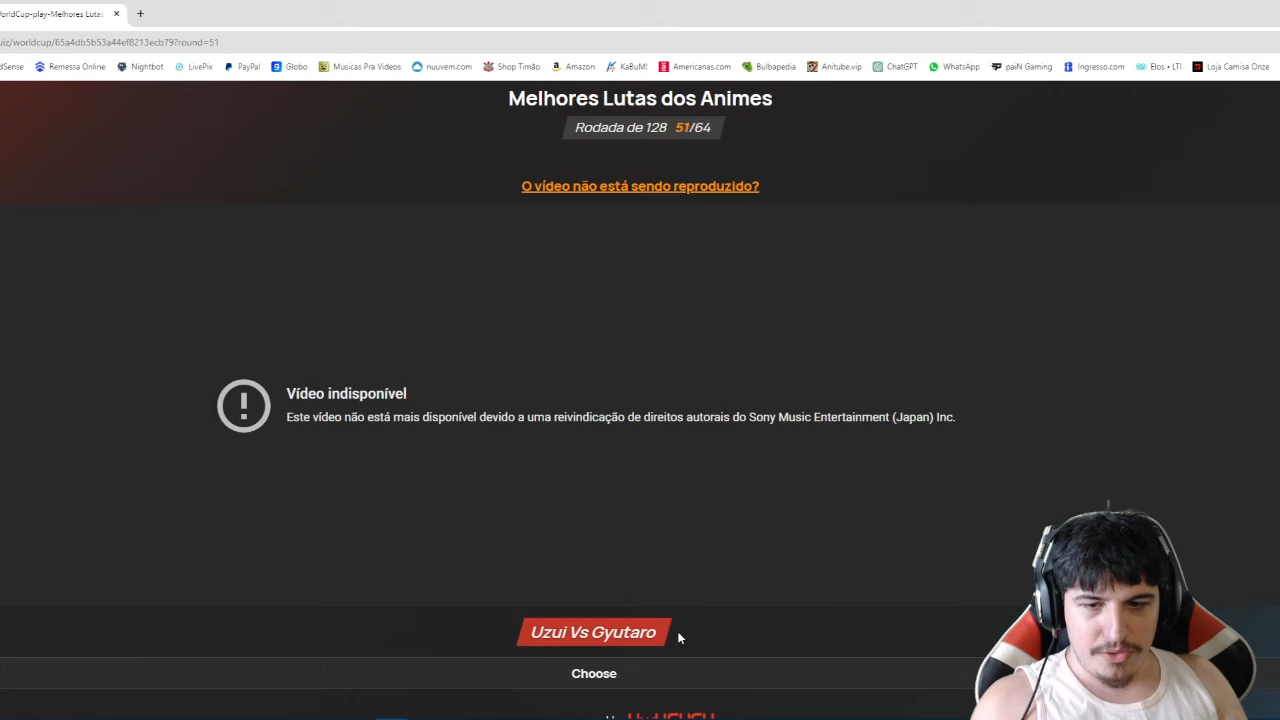 orldCup-play-Melhores Lutas
uiz/worldcup/65a4db5b53a44ef8213ecb79?round=51
dSense Remessa Online Nightbot LivePix PayPal Globo Musicas Pra Videos nuuvem.com Shop Timão Amazon KaBuM! Americanas.com Bulbapedia Anitube.vip ChatGPT WhatsApp paiN Gaming Ingresso.com Elos • LTI Loja Camisa Onze
Melhores Lutas dos Animes
Rodada de 128 51/64
O vídeo não está sendo reproduzido?
Vídeo indisponível
Este vídeo não está mais disponível devido a uma reivindicação de direitos autorais do Sony Music Entertainment (Japan) Inc.
Uzui Vs Gyutaro
Choose